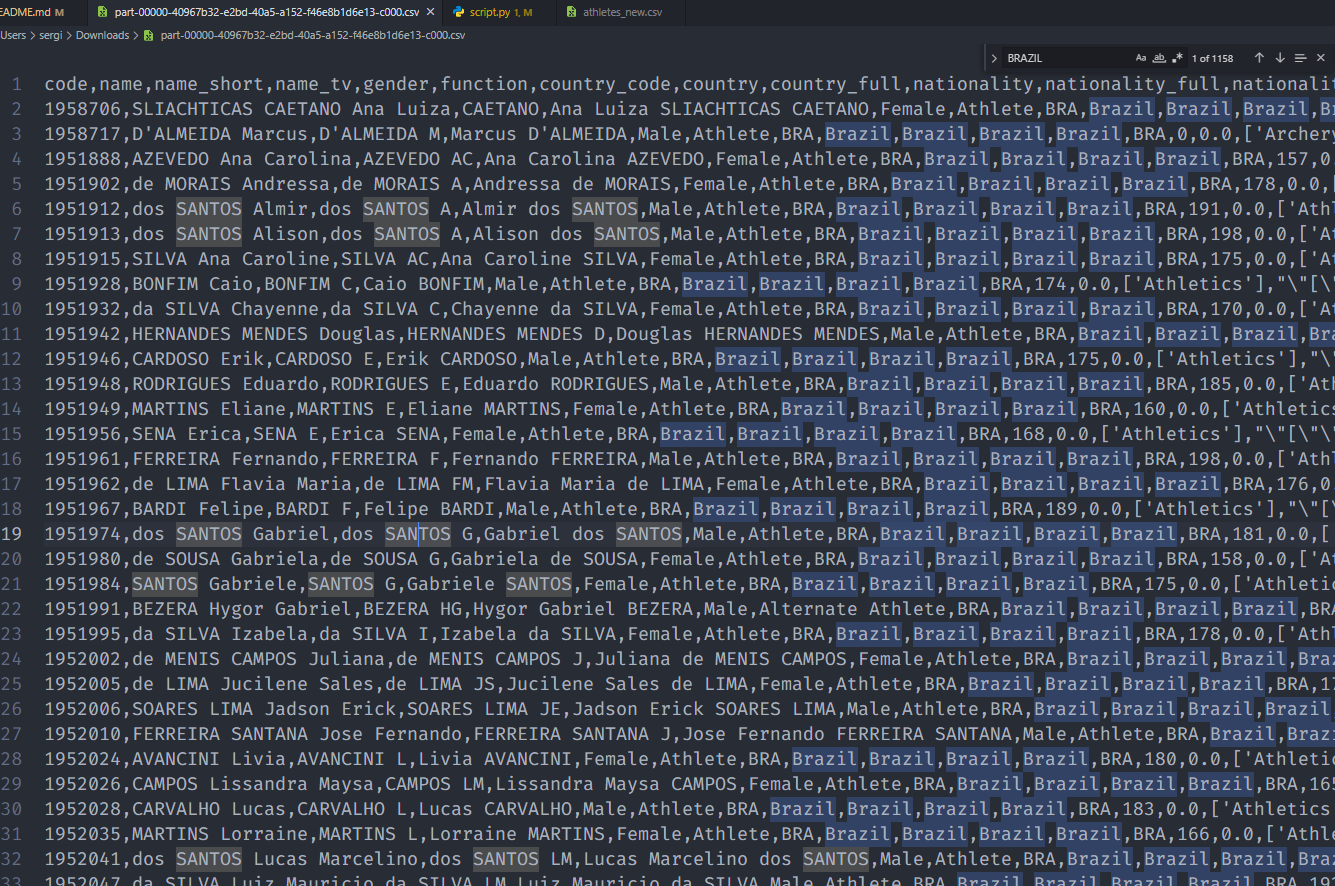 EADME.md M
part-00000-40967b32-e2bd-40a5-a152-f46e8b1d6e13-c000.csv
script.py 1, M
athletes_new.csv
Users > sergi > Downloads > part-00000-40967b32-e2bd-40a5-a152-f46e8b1d6e13-c000.csv
BRAZIL Aa ab 1 of 1158
1 code,name,name_short,name_tv,gender,function,country_code,country,country_full,nationality,nationality_full,nationalit
2 1958706,SLIACHTICAS CAETANO Ana Luiza,CAETANO,Ana Luiza SLIACHTICAS CAETANO,Female,Athlete,BRA,Brazil,Brazil,Brazil,Br
3 1958717,D'ALMEIDA Marcus,D'ALMEIDA M,Marcus D'ALMEIDA,Male,Athlete,BRA,Brazil,Brazil,Brazil,Brazil,BRA,0,0.0,['Archer
4 1951888,AZEVEDO Ana Carolina,AZEVEDO AC,Ana Carolina AZEVEDO,Female,Athlete,BRA,Brazil,Brazil,Brazil,Brazil,BRA,157,0
5 1951902,de MORAIS Andressa,de MORAIS A,Andressa de MORAIS,Female,Athlete,BRA,Brazil,Brazil,Brazil,Brazil,BRA,178,0.0,[
6 1951912,dos SANTOS Almir,dos SANTOS A,Almir dos SANTOS,Male,Athlete,BRA,Brazil,Brazil,Brazil,Brazil,BRA,191,0.0,['Ath
7 1951913,dos SANTOS Alison,dos SANTOS A,Alison dos SANTOS,Male,Athlete,BRA,Brazil,Brazil,Brazil,Brazil,BRA,198,0.0,['At
8 1951915,SILVA Ana Caroline,SILVA AC,Ana Caroline SILVA,Female,Athlete,BRA,Brazil,Brazil,Brazil,Brazil,BRA,175,0.0,['At
9 1951928,BONFIM Caio,BONFIM C,Caio BONFIM,Male,Athlete,BRA,Brazil,Brazil,Brazil,Brazil,BRA,174,0.0,['Athletics'],"\"[\
10 1951932,da SILVA Chayenne,da SILVA C,Chayenne da SILVA,Female,Athlete,BRA,Brazil,Brazil,Brazil,Brazil,BRA,170,0.0,['At
11 1951942,HERNANDES MENDES Douglas,HERNANDES MENDES D,Douglas HERNANDES MENDES,Male,Athlete,BRA,Brazil,Brazil,Brazil,Bra
12 1951946,CARDOSO Erik,CARDOSO E,Erik CARDOSO,Male,Athlete,BRA,Brazil,Brazil,Brazil,Brazil,BRA,175,0.0,['Athletics'],"\"
13 1951948,RODRIGUES Eduardo,RODRIGUES E,Eduardo RODRIGUES,Male,Athlete,BRA,Brazil,Brazil,Brazil,Brazil,BRA,185,0.0,['Ath
14 1951949,MARTINS Eliane,MARTINS E,Eliane MARTINS,Female,Athlete,BRA,Brazil,Brazil,Brazil,Brazil,BRA,160,0.0,['Athletics
15 1951956,SENA Erica,SENA E,Erica SENA,Female,Athlete,BRA,Brazil,Brazil,Brazil,Brazil,BRA,168,0.0,['Athletics'],"\"[\"\
16 1951961,FERREIRA Fernando,FERREIRA F,Fernando FERREIRA,Male,Athlete,BRA,Brazil,Brazil,Brazil,Brazil,BRA,198,0.0,['Ath
17 1951962,de LIMA Flavia Maria,de LIMA FM,Flavia Maria de LIMA,Female,Athlete,BRA,Brazil,Brazil,Brazil,Brazil,BRA,176,0
18 1951967,BARDI Felipe,BARDI F,Felipe BARDI,Male,Athlete,BRA,Brazil,Brazil,Brazil,Brazil,BRA,189,0.0,['Athletics'],"\"[\
19 1951974,dos SANTOS Gabriel,dos SANTOS G,Gabriel dos SANTOS,Male,Athlete,BRA,Brazil,Brazil,Brazil,Brazil,BRA,181,0.0,[
20 1951980,de SOUSA Gabriela,de SOUSA G,Gabriela de SOUSA,Female,Athlete,BRA,Brazil,Brazil,Brazil,Brazil,BRA,158,0.0,['A
21 1951984,SANTOS Gabriele,SANTOS G,Gabriele SANTOS,Female,Athlete,BRA,Brazil,Brazil,Brazil,Brazil,BRA,175,0.0,['Athletic
22 1951991,BEZERA Hygor Gabriel,BEZERA HG,Hygor Gabriel BEZERA,Male,Alternate Athlete,BRA,Brazil,Brazil,Brazil,Brazil,BRA
23 1951995,da SILVA Izabela,da SILVA I,Izabela da SILVA,Female,Athlete,BRA,Brazil,Brazil,Brazil,Brazil,BRA,178,0.0,['Ath
24 1952002,de MENIS CAMPOS Juliana,de MENIS CAMPOS J,Juliana de MENIS CAMPOS,Female,Athlete,BRA,Brazil,Brazil,Brazil,Braz
25 1952005,de LIMA Jucilene Sales,de LIMA JS,Jucilene Sales de LIMA,Female,Athlete,BRA,Brazil,Brazil,Brazil,Brazil,BRA,17
26 1952006,SOARES LIMA Jadson Erick,SOARES LIMA JE,Jadson Erick SOARES LIMA,Male,Athlete,BRA,Brazil,Brazil,Brazil,Brazil
27 1952010,FERREIRA SANTANA Jose Fernando,FERREIRA SANTANA J,Jose Fernando FERREIRA SANTANA,Male,Athlete,BRA,Brazil,Brazi
28 1952024,AVANCINI Livia,AVANCINI L,Livia AVANCINI,Female,Athlete,BRA,Brazil,Brazil,Brazil,Brazil,BRA,180,0.0,['Athletic
29 1952026,CAMPOS Lissandra Maysa,CAMPOS LM,Lissandra Maysa CAMPOS,Female,Athlete,BRA,Brazil,Brazil,Brazil,Brazil,BRA,165
30 1952028,CARVALHO Lucas,CARVALHO L,Lucas CARVALHO,Male,Athlete,BRA,Brazil,Brazil,Brazil,Brazil,BRA,183,0.0,['Athletics
31 1952035,MARTINS Lorraine,MARTINS L,Lorraine MARTINS,Female,Athlete,BRA,Brazil,Brazil,Brazil,Brazil,BRA,166,0.0,['Athle
32 1952041,dos SANTOS Lucas Marcelino,dos SANTOS LM,Lucas Marcelino dos SANTOS,Male,Athlete,BRA,Brazil,Brazil,Brazil,Braz
33 1952047,da SILVA Luiz Mauricio,da SILVA LM,Luiz Mauricio da SILVA,Male,Athlete,BRA,Brazil,Brazil,Brazil,Brazil,BRA,19